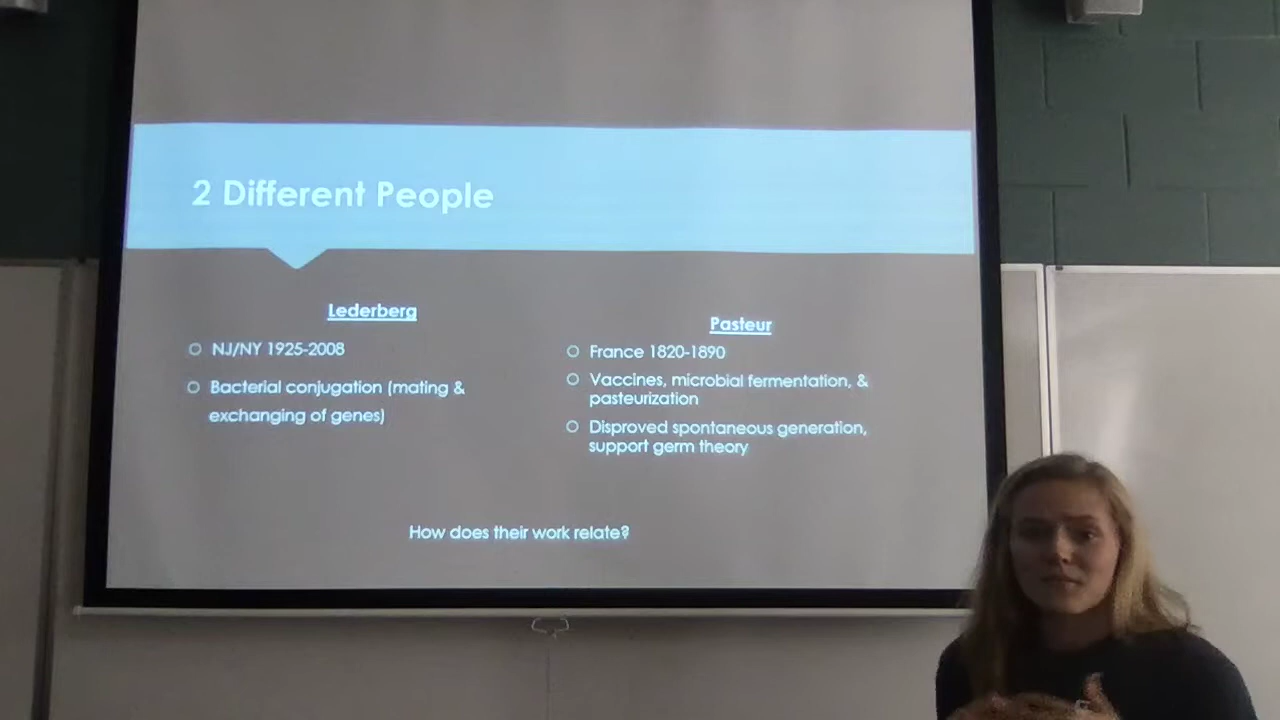 2 Different People
Lederberg
NJ/NY 1925-2008
Bacterial conjugation (mating &
exchanging of genes)
Pasteur
France 1820-1890
Vaccines, microbial fermentation, &
pasteurization
Disproved spontaneous generation,
support germ theory
How does their work relate?